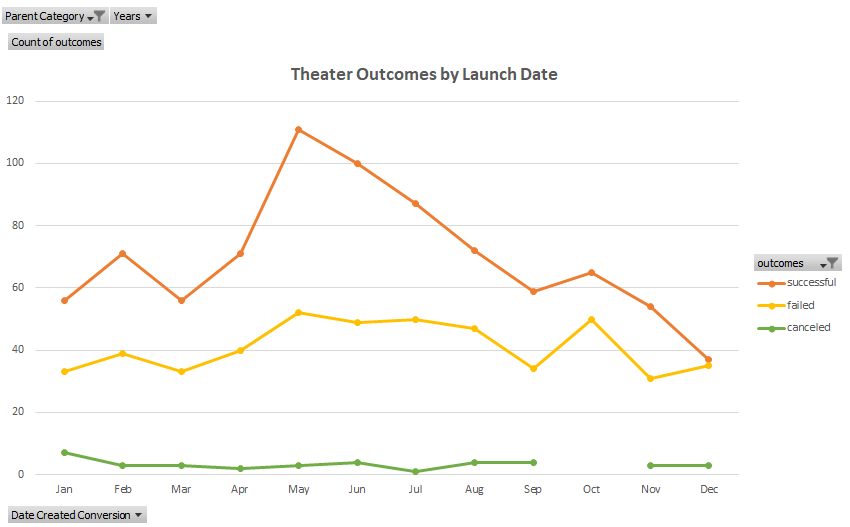 Parent Category Years
Count of outcomes
Theater Outcomes by Launch Date
120
100
80
60
40
20
0
Jan Feb Mar Apr May Jun Jul Aug Sep Oct Nov Dec
outcomes
successful
failed
canceled
Date Created Conversion